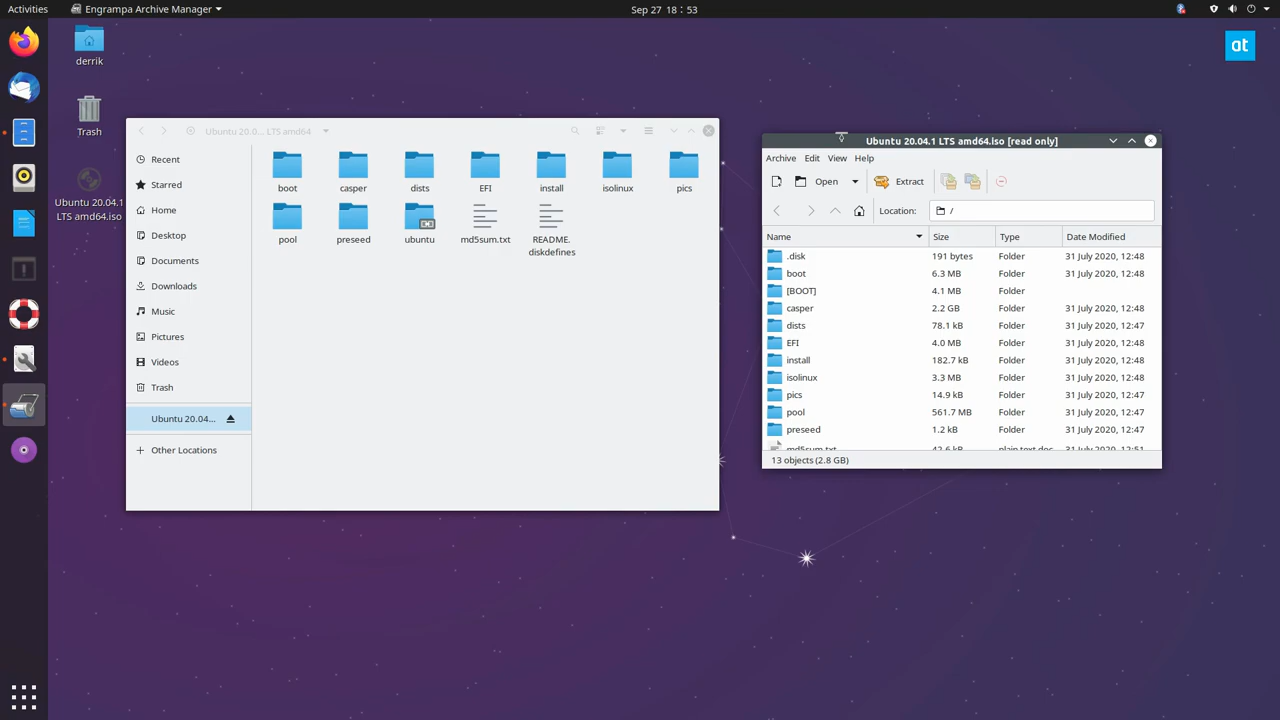 Activities
Engrampa Archive Manager
Sep 27 18 : 53
derrik
Trash
Ubuntu 20.04.1
LTS amd64.iso
at
Ubuntu 20.0... LTS amd64
Recent
Starred
Home
Desktop
Documents
Downloads
Music
Pictures
Videos
Trash
Ubuntu 20.04...
Other Locations
boot
casper
dists
EFI
install
isolinux
pics
pool
preseed
ubuntu
md5sum.txt
README.
diskdefines
Ubuntu 20.04.1 LTS amd64.iso [read only]
Archive Edit View Help
Open Extract
Location: /
Name Size Type Date Modified
.disk 191 bytes Folder 31 July 2020, 12:48
boot 6.3 MB Folder 31 July 2020, 12:48
[BOOT] 4.1 MB Folder
casper 2.2 GB Folder 31 July 2020, 12:48
dists 78.1 kB Folder 31 July 2020, 12:47
EFI 4.0 MB Folder 31 July 2020, 12:48
install 182.7 kB Folder 31 July 2020, 12:48
isolinux 3.3 MB Folder 31 July 2020, 12:48
pics 14.9 kB Folder 31 July 2020, 12:47
pool 561.7 MB Folder 31 July 2020, 12:47
preseed 1.2 kB Folder 31 July 2020, 12:47
md5sum.txt 42.6 kB plain text doc... 31 July 2020, 12:51
13 objects (2.8 GB)